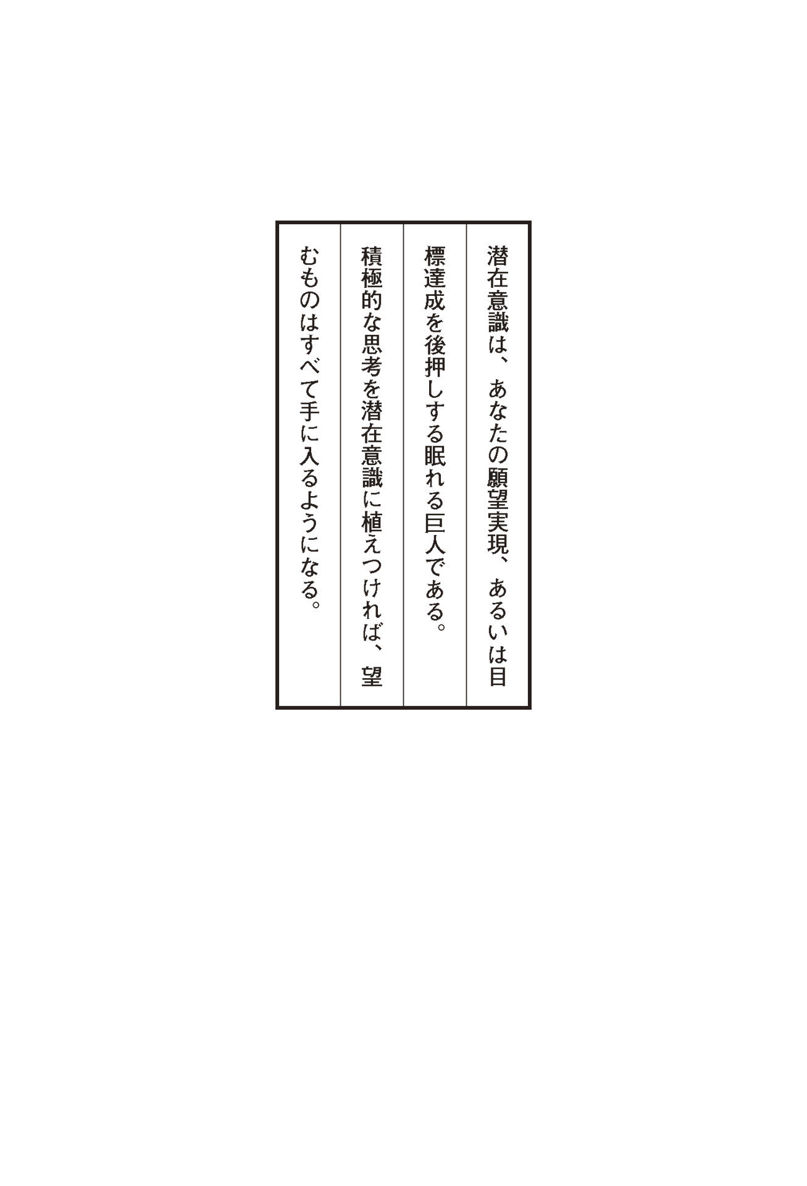 潜在意識は、あなたの願望実現、あるいは目
標達成を後押しする眠れる巨人である。
積極的な思考を潜在意識に植えつければ、望
むものはすべて手に入るようになる。